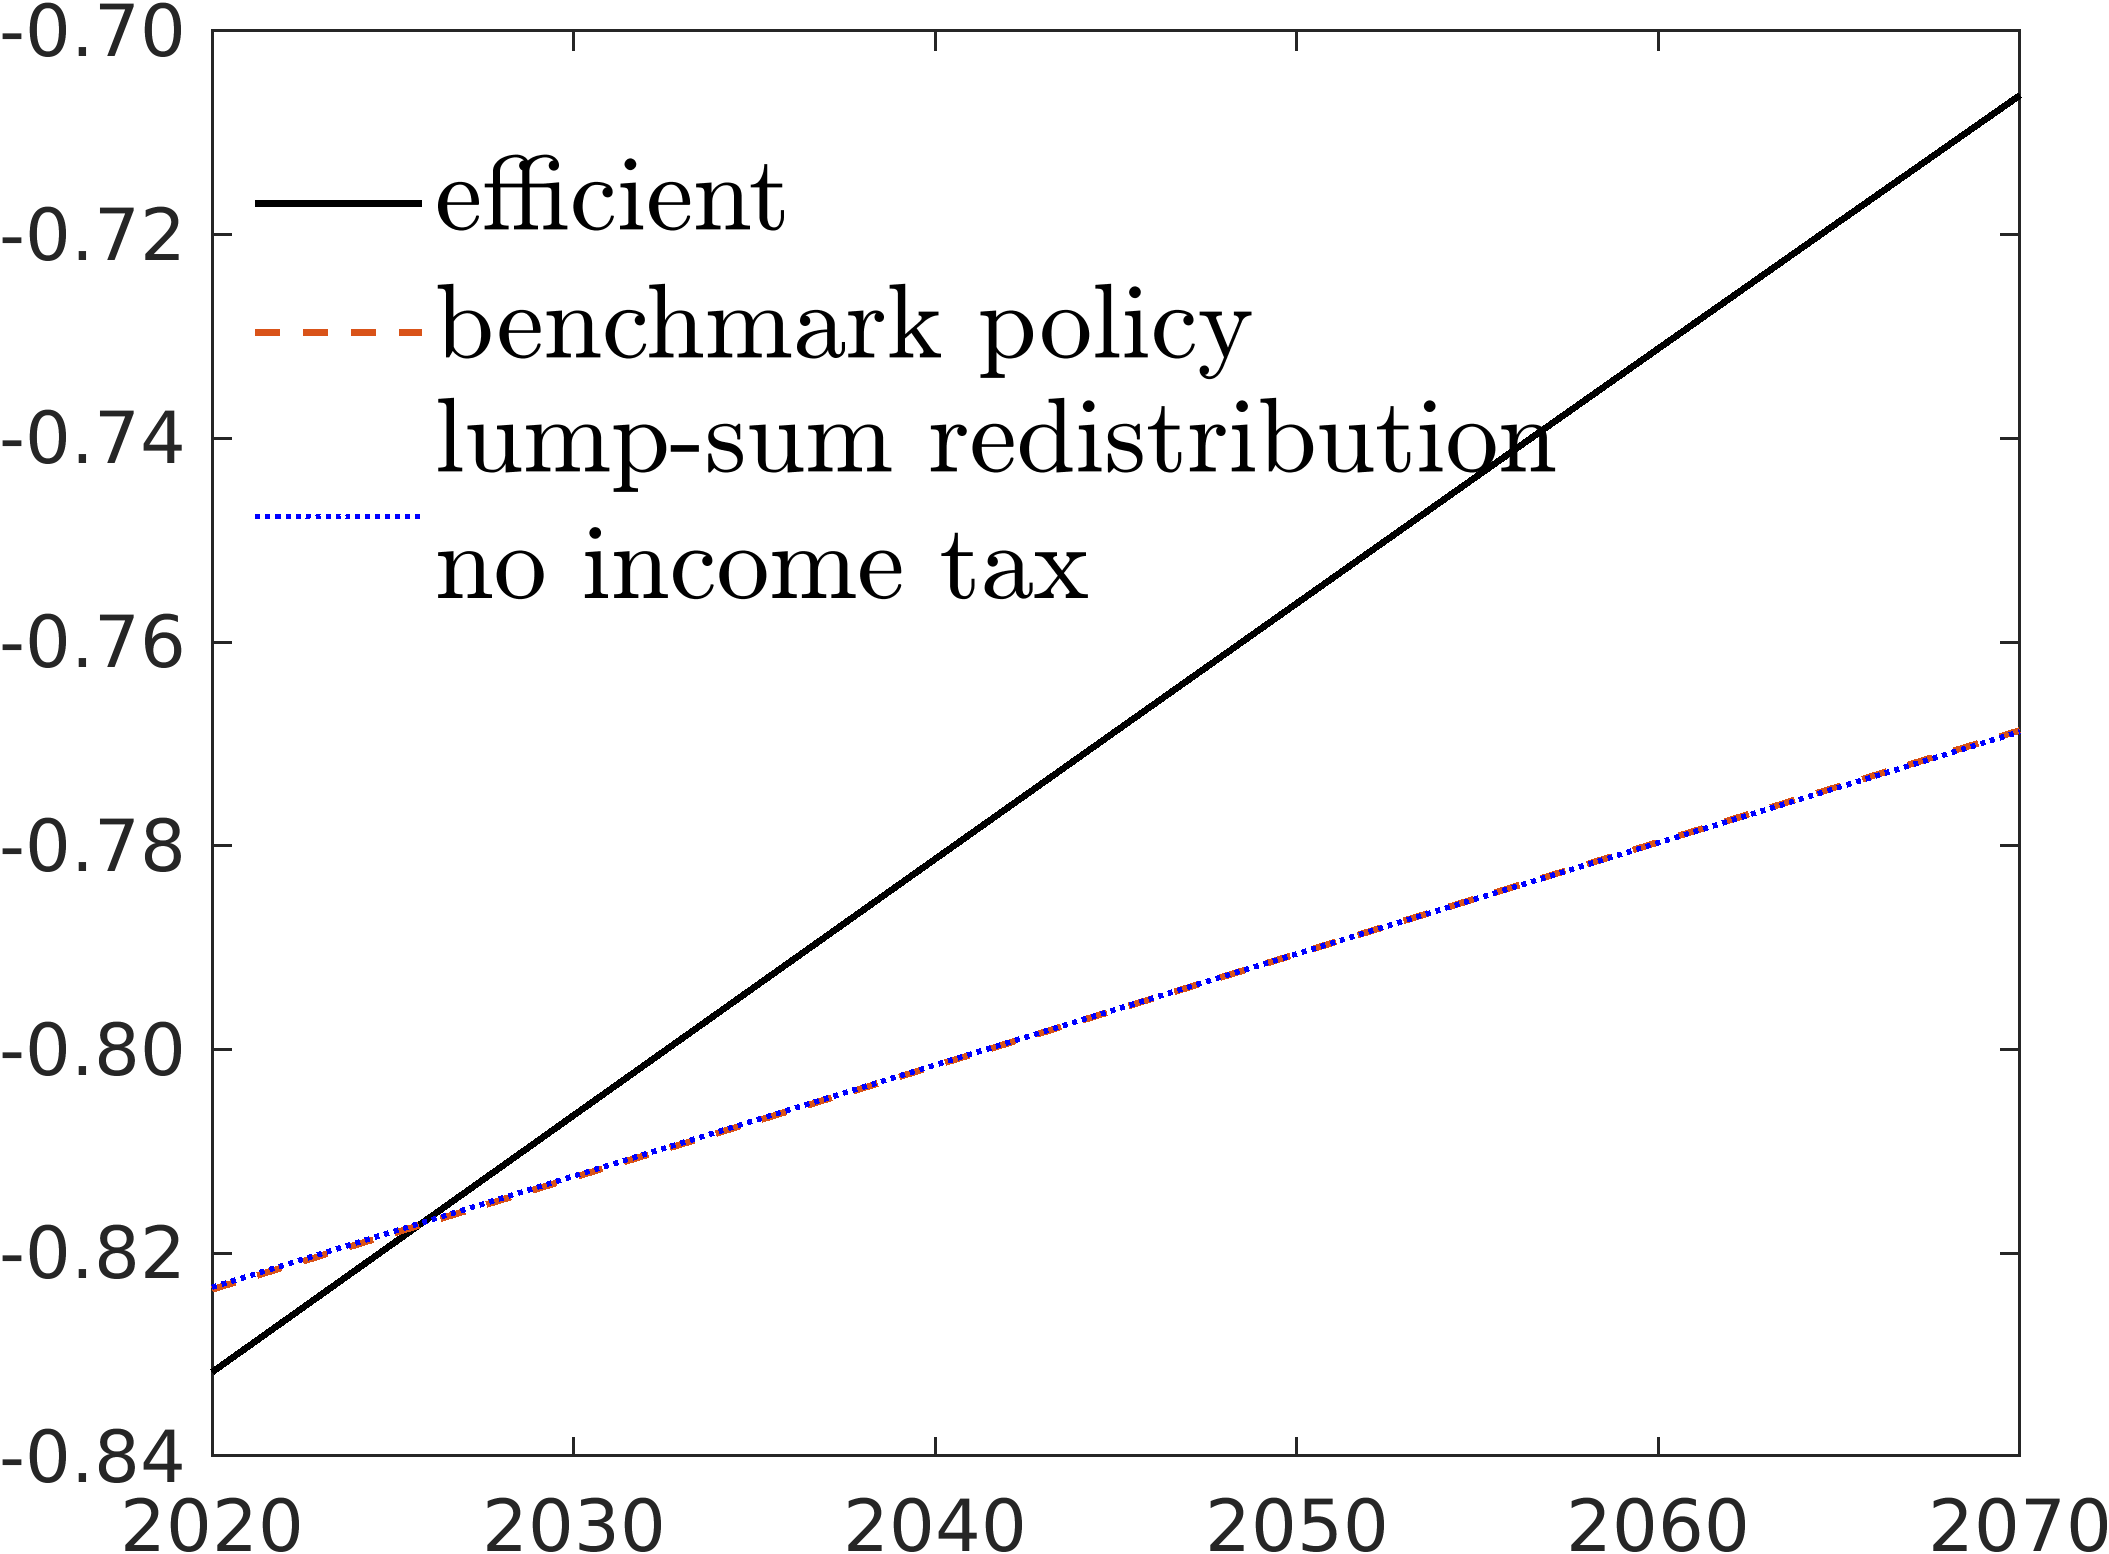 -0.70
efficient
-0.72
benchmark policy
lump-sum redistribution
-0.74
no income tax
-0.76
-0.78
-0.80
-0.82
-0.84
2020 2030 2040 2050 2060 2070